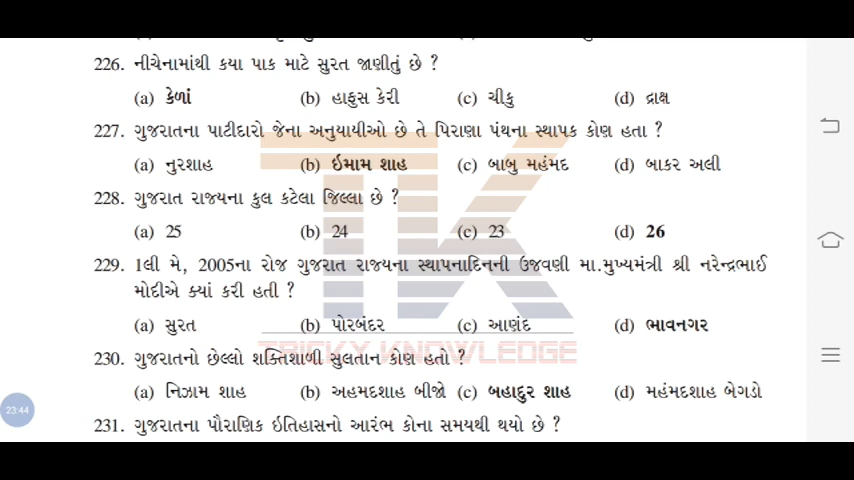 226. નીચેનામાંથી કયા પાક માટે સુરત જાણીતું છે ?
(a) કેળાં (b) હાફુસ કેરી (c) ચીકુ (d) દ્રાક્ષ
227. ગુજરાતના પાટીદારો જેના અનુયાયીઓ છે તે પિરાણા પંથના સ્થાપક કોણ હતા ?
(a) નુરશાહ (b) ઇમામ શાહ (c) બાબુ મહંમદ (d) બાકર અલી
228. ગુજરાત રાજ્યના કુલ કટેલા જિલ્લા છે ?
(a) 25 (b) 24 (c) 23 (d) 26
229. 1લી મે, 2005ના રોજ ગુજરાત રાજ્યના સ્થાપનાદિનની ઉજવણી મા.મુખ્યમંત્રી શ્રી નરેન્દ્રભાઈ
મોદીએ ક્યાં કરી હતી ?
(a) સુરત (b) પોરબંદર (c) આણંદ (d) ભાવનગર
TRICKY KNOWLEDGE
230. ગુજરાતનો છેલ્લો શક્તિશાળી સુલતાન કોણ હતો ?
(a) નિઝામ શાહ (b) અહમદશાહ બીજો (c) બહાદુર શાહ (d) મહંમદશાહ બેગડો
23:44
231. ગુજરાતના પૌરાણિક ઇતિહાસનો આરંભ કોના સમયથી થયો છે ?